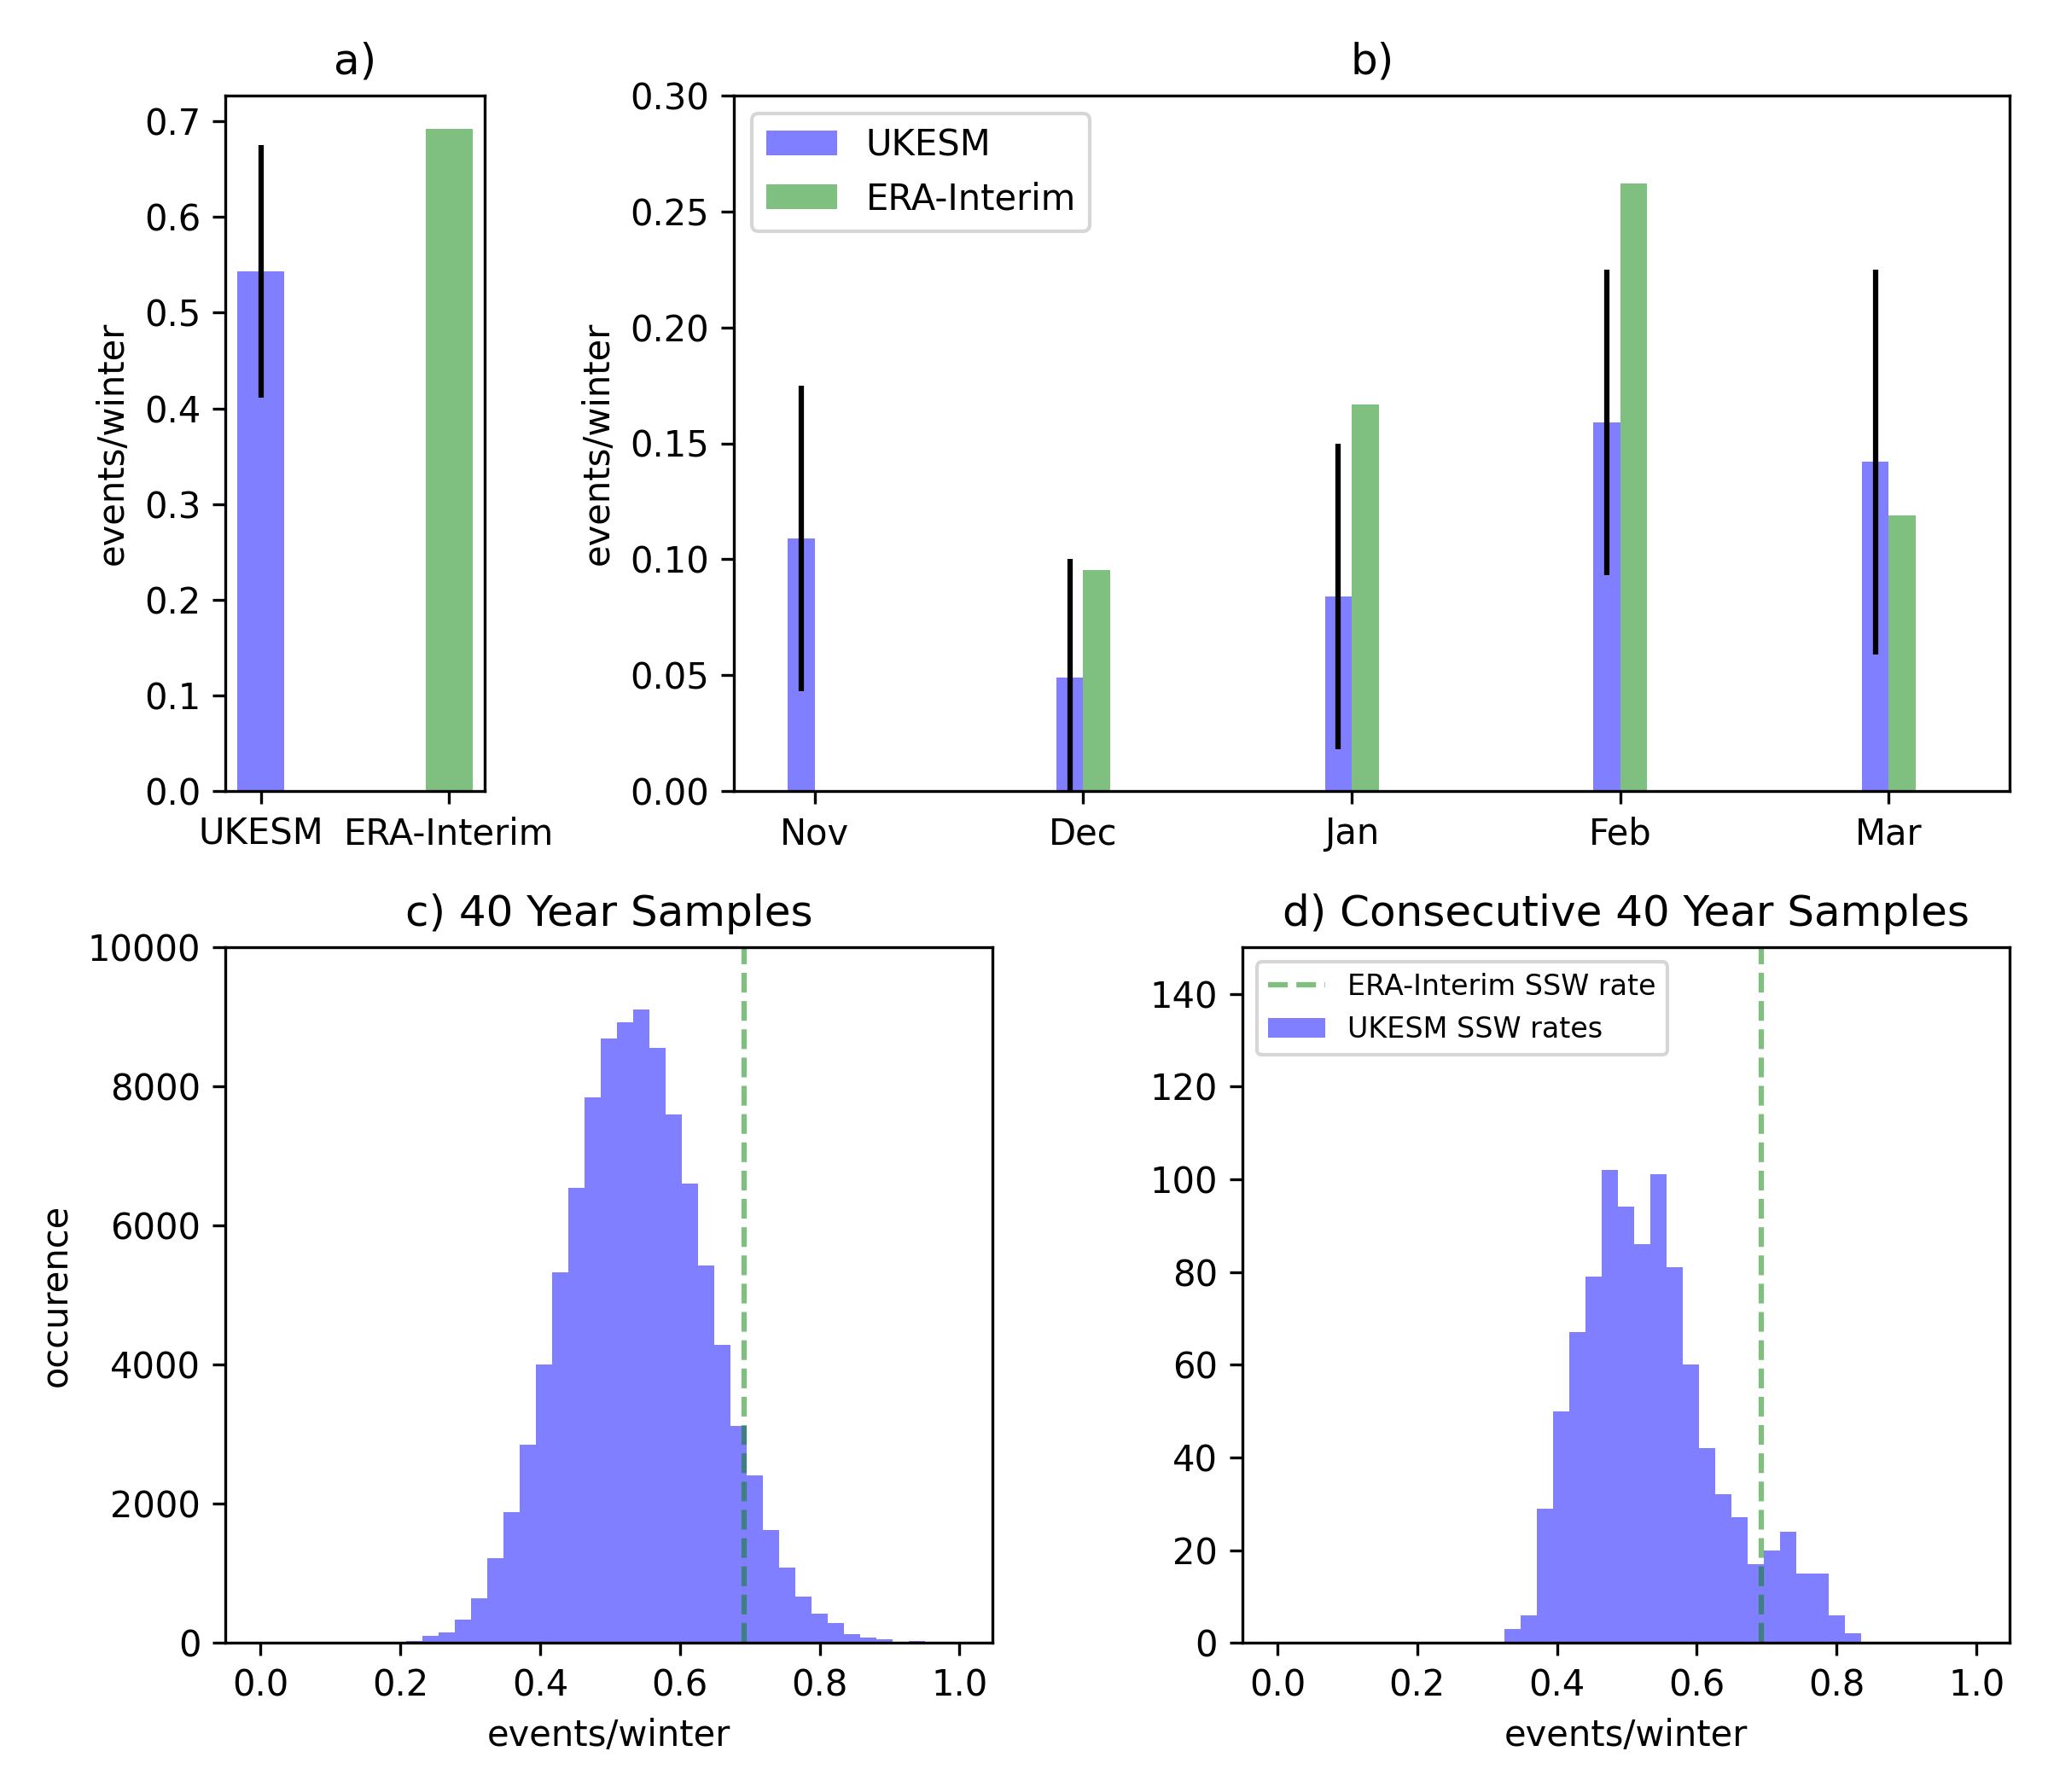 a)
0.7
0.6
0.5
0.4
0.3
0.2
0.1
0.0
events/winter
UKESM ERA-Interim
b)
0.30
0.25
0.20
0.15
0.10
0.05
0.00
events/winter
UKESM
ERA-Interim
Nov Dec Jan Feb Mar
c) 40 Year Samples
10000
8000
6000
4000
2000
0
occurence
0.0 0.2 0.4 0.6 0.8 1.0
events/winter
d) Consecutive 40 Year Samples
140
120
100
80
60
40
20
0
ERA-Interim SSW rate
UKESM SSW rates
0.0 0.2 0.4 0.6 0.8 1.0
events/winter